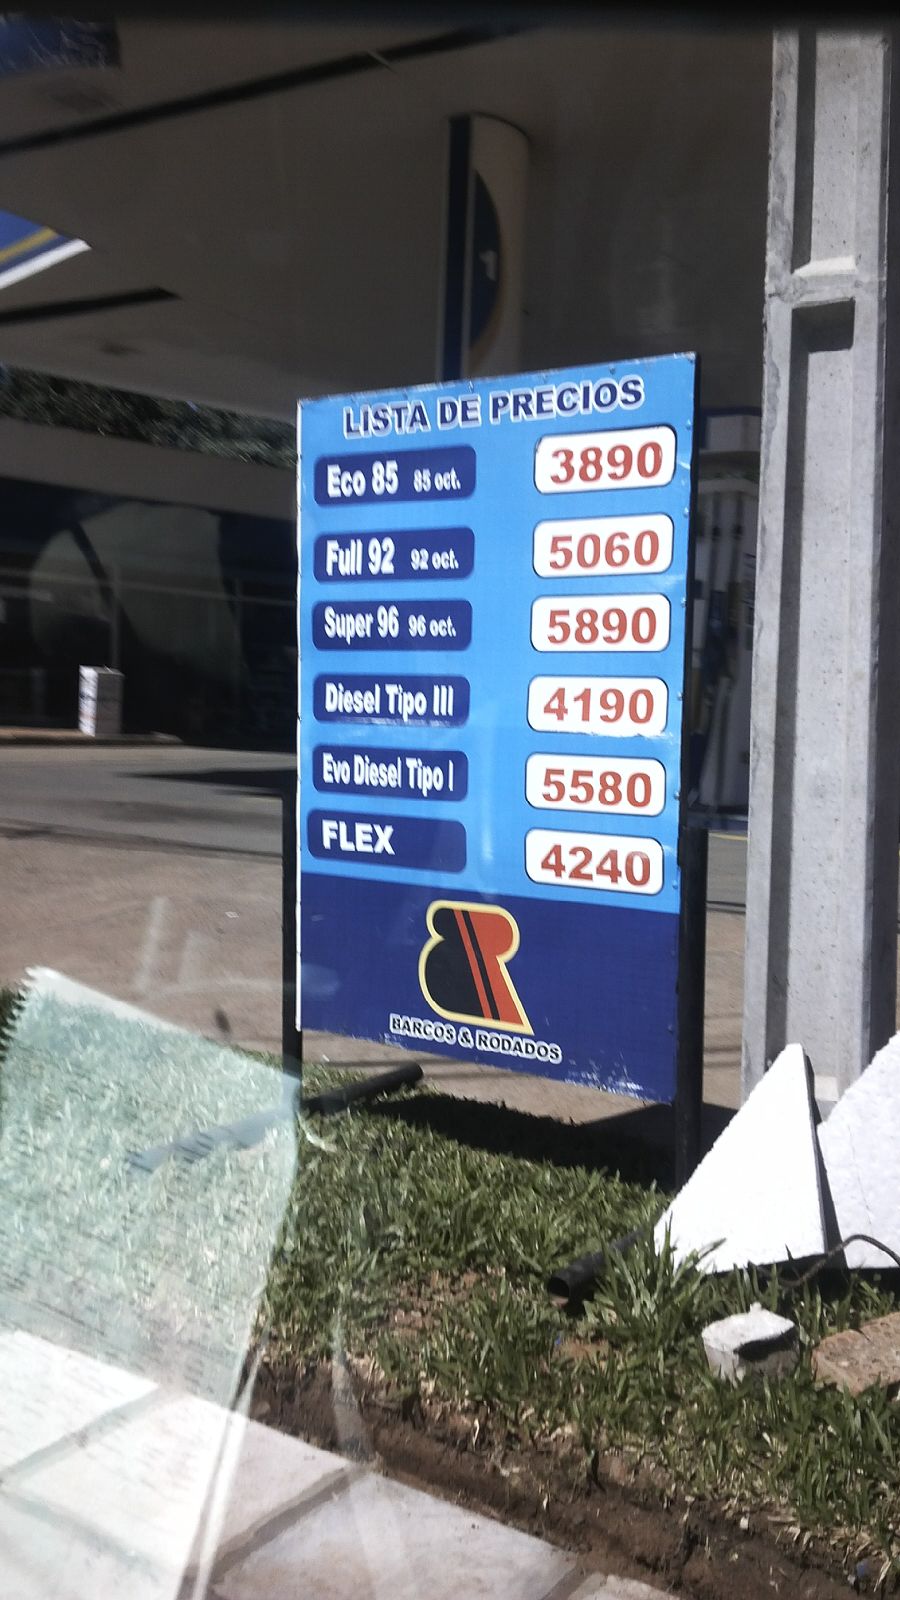 LISTA DE PRECIOS
Eco 85 85 oct. 3890
Full 92 92 oct. 5060
Super 96 96 oct. 5890
Diesel Tipo III 4190
Evo Diesel Tipo I 5580
FLEX 4240
BR
BARCOS & RODADOS